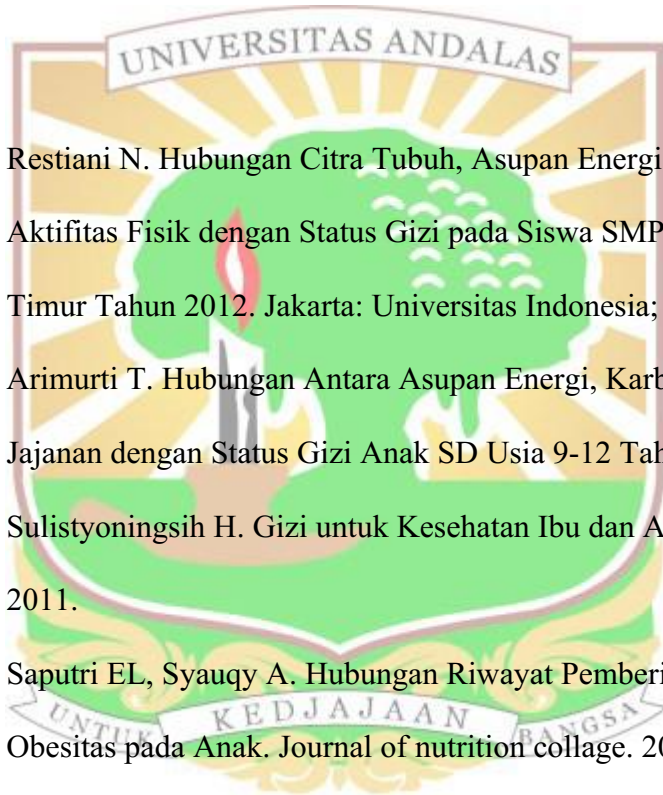 UNIVERSITAS ANDALAS
Restiani N. Hubungan Citra Tubuh, Asupan Energi
Aktifitas Fisik dengan Status Gizi pada Siswa SMP
Timur Tahun 2012. Jakarta: Universitas Indonesia;
Arimurti T. Hubungan Antara Asupan Energi, Karb
Jajanan dengan Status Gizi Anak SD Usia 9-12 Tah
Sulistyoningsih H. Gizi untuk Kesehatan Ibu dan A
2011.
Saputri EL, Syauqy A. Hubungan Riwayat Pemberi
UNTUK KEDJAJAAN BANGSA
Obesitas pada Anak. Journal of nutrition collage. 20